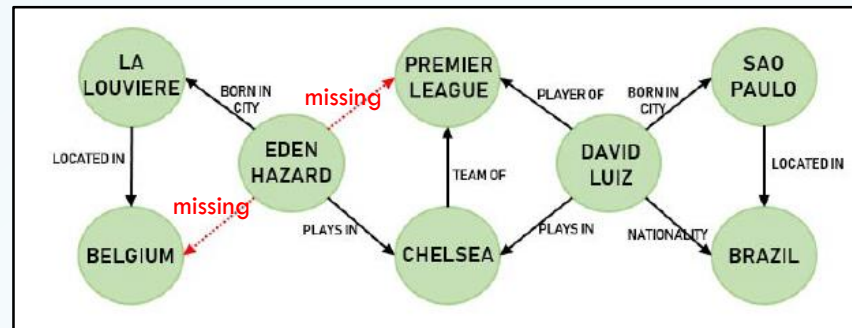 LA
LOUVIERE
BORN IN
CITY
missing
PREMIER
LEAGUE
PLAYER OF
BORN IN
CITY
SAO
PAULO
LOCATED IN
EDEN
HAZARD
TEAM OF
DAVID
LUIZ
LOCATED IN
missing
BELGIUM
PLAYS IN
CHELSEA
PLAYS IN
NATIONALITY
BRAZIL